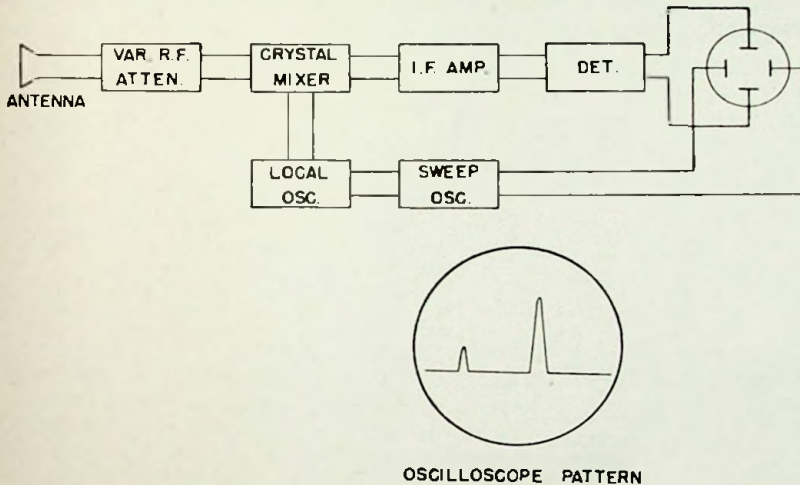 ANTENNA
VAR. R.F.
ATTEN.
CRYSTAL
MIXER
I.F. AMP.
DET.
LOCAL
OSC.
SWEEP
OSC.
OSCILLOSCOPE PATTERN